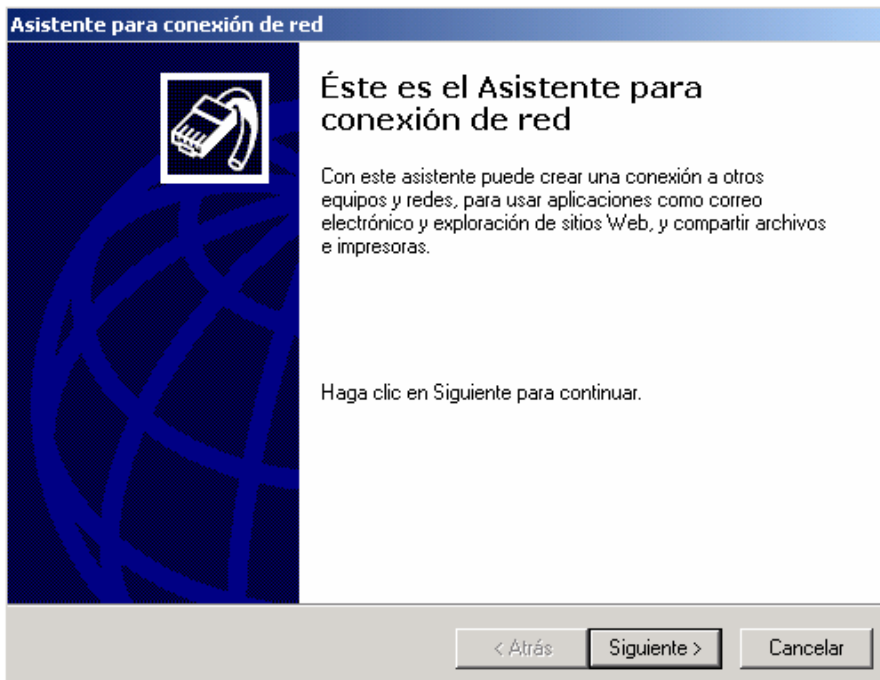 Asistente para conexión de red
Éste es el Asistente para
conexión de red
Con este asistente puede crear una conexión a otros
equipos y redes, para usar aplicaciones como correo
electrónico y exploración de sitios Web, y compartir archivos
e impresoras.
Haga clic en Siguiente para continuar.
< Atrás
Siguiente >
Cancelar